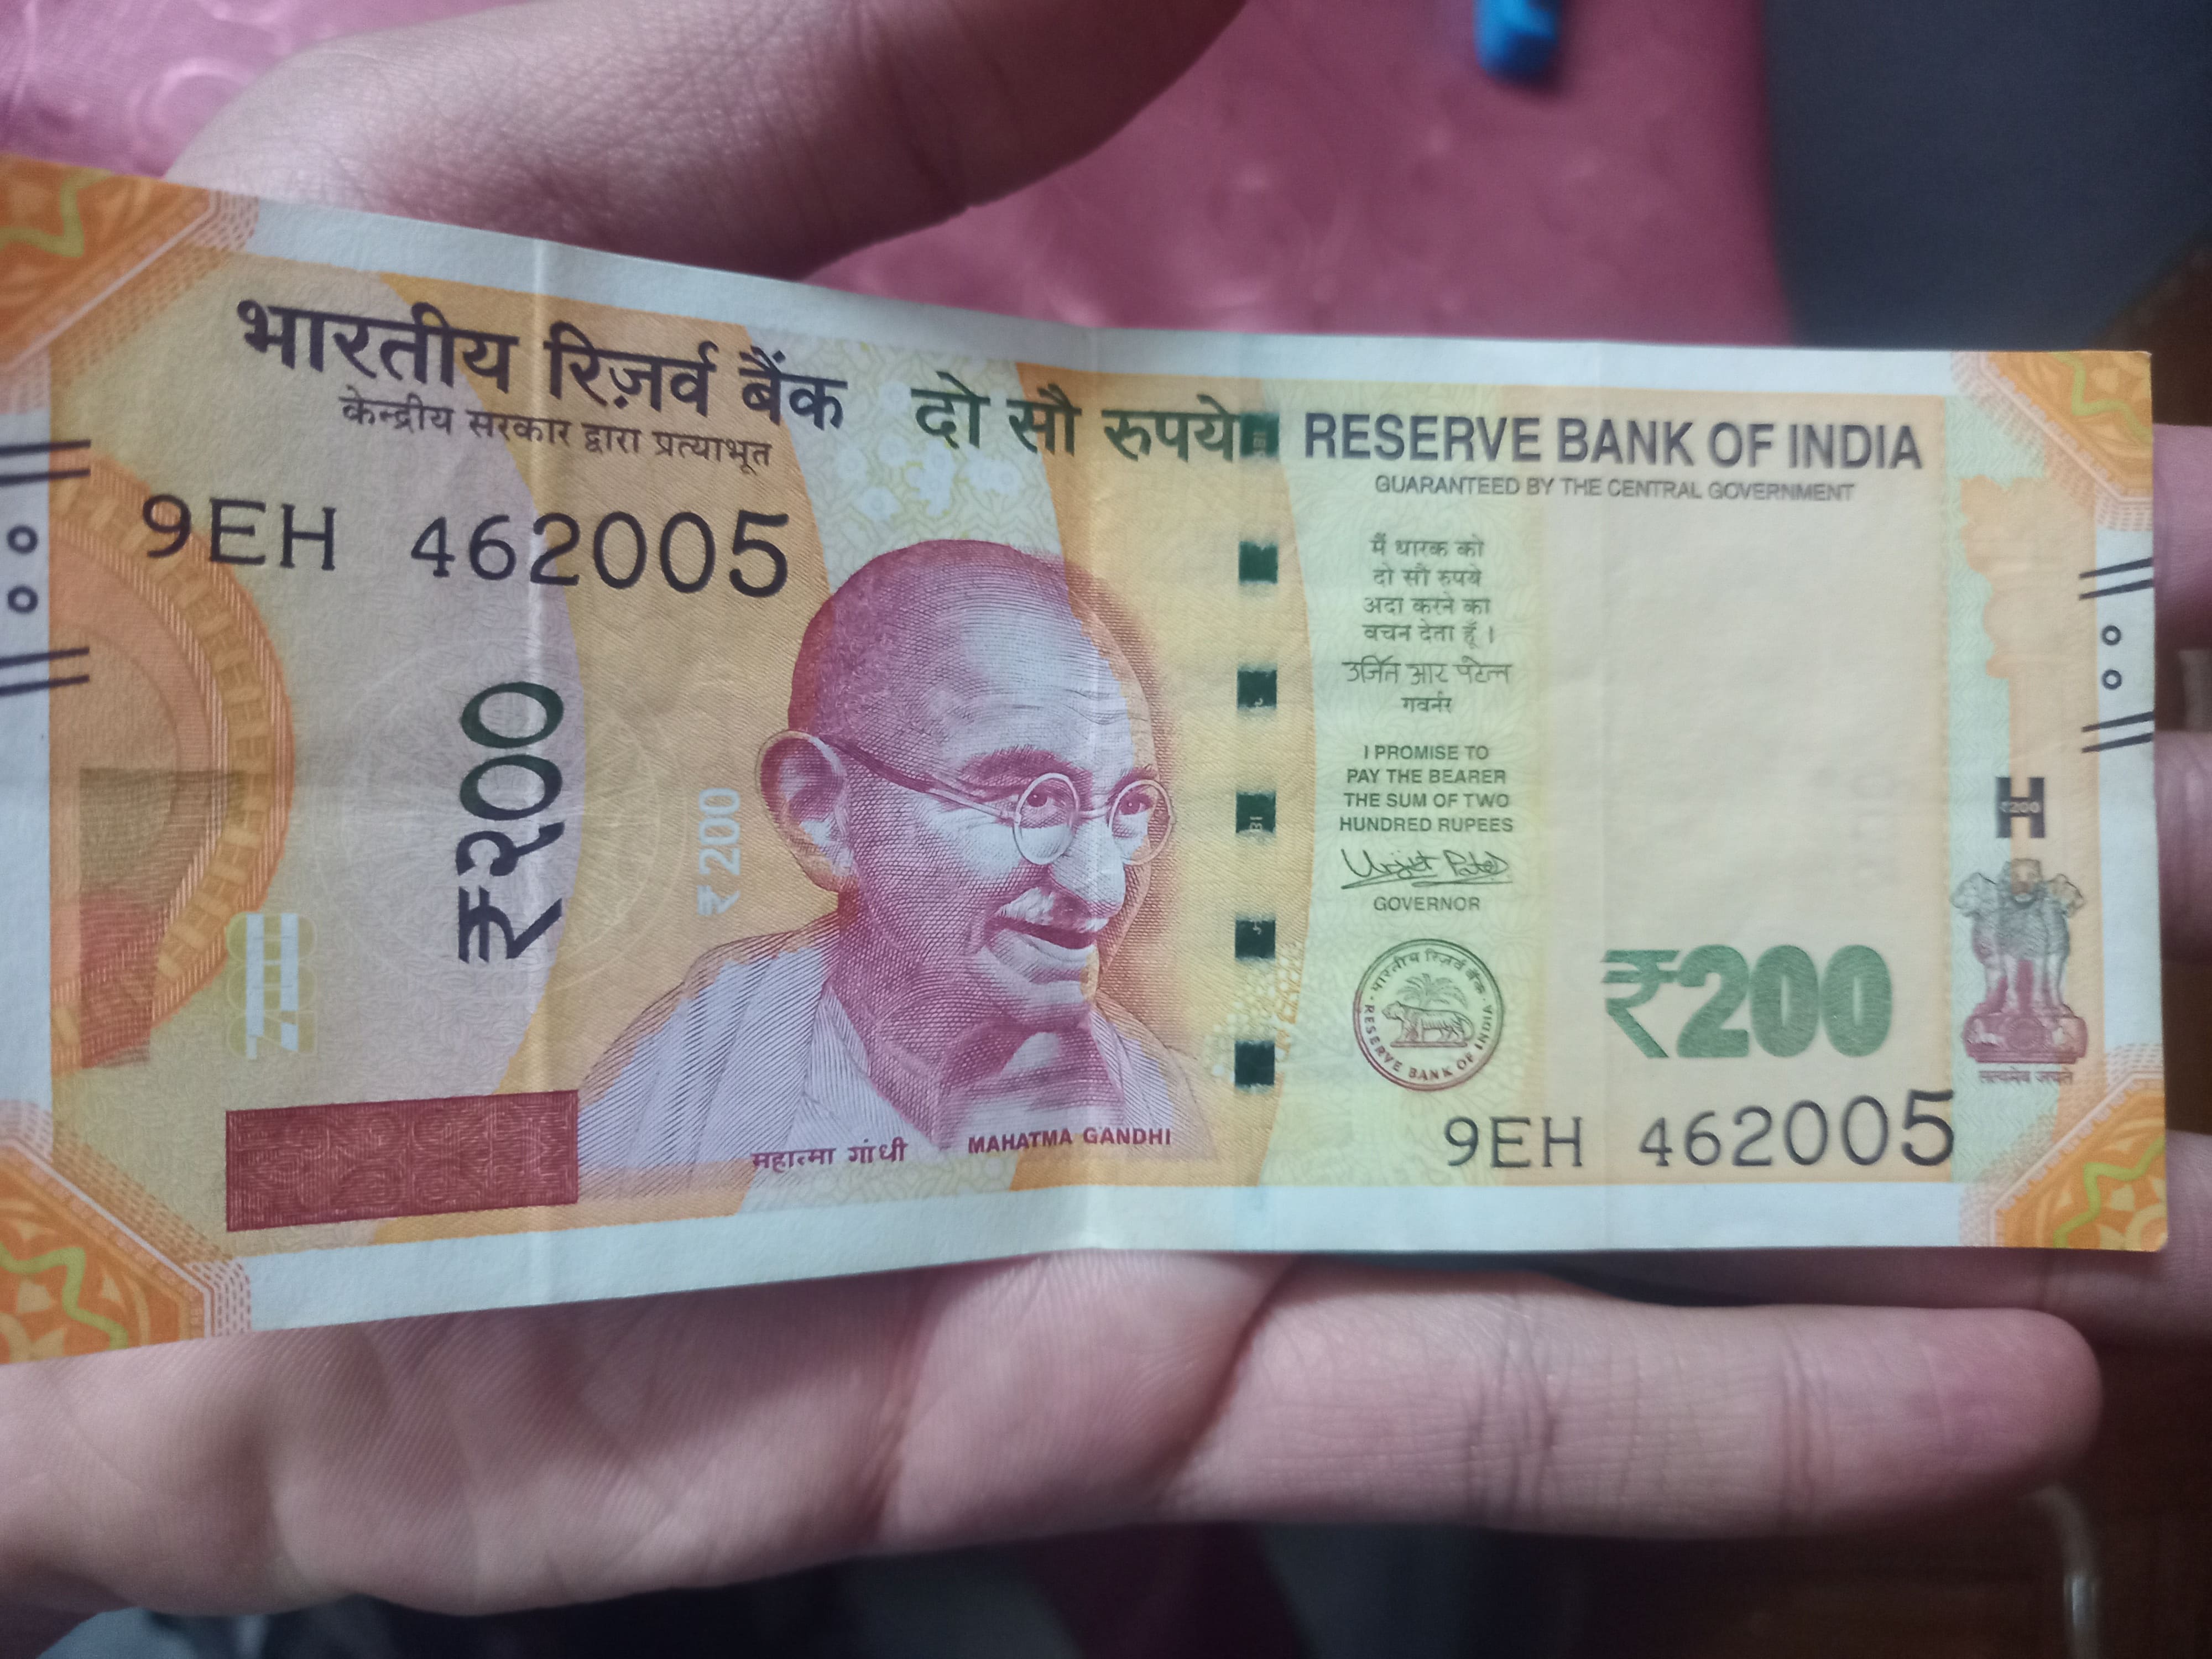 भारतीय रिज़र्व बैंक
केन्द्रीय सरकार द्वारा प्रत्याभूत
दो सौ रुपये
RESERVE BANK OF INDIA
GUARANTEED BY THE CENTRAL GOVERNMENT
9EH 462005
₹२००
₹200
मैं धारक को
दो सौ रुपये
अदा करने का
वचन देता हूँ ।
उर्जित आर पटेल
गवर्नर
I PROMISE TO
PAY THE BEARER
THE SUM OF TWO
HUNDRED RUPEES
Urjit Patel
GOVERNOR
भारतीय रिज़र्व बैंक
RESERVE BANK OF INDIA
₹200
H
₹200
सत्यमेव जयते
महात्मा गांधी
MAHATMA GANDHI
9EH 462005